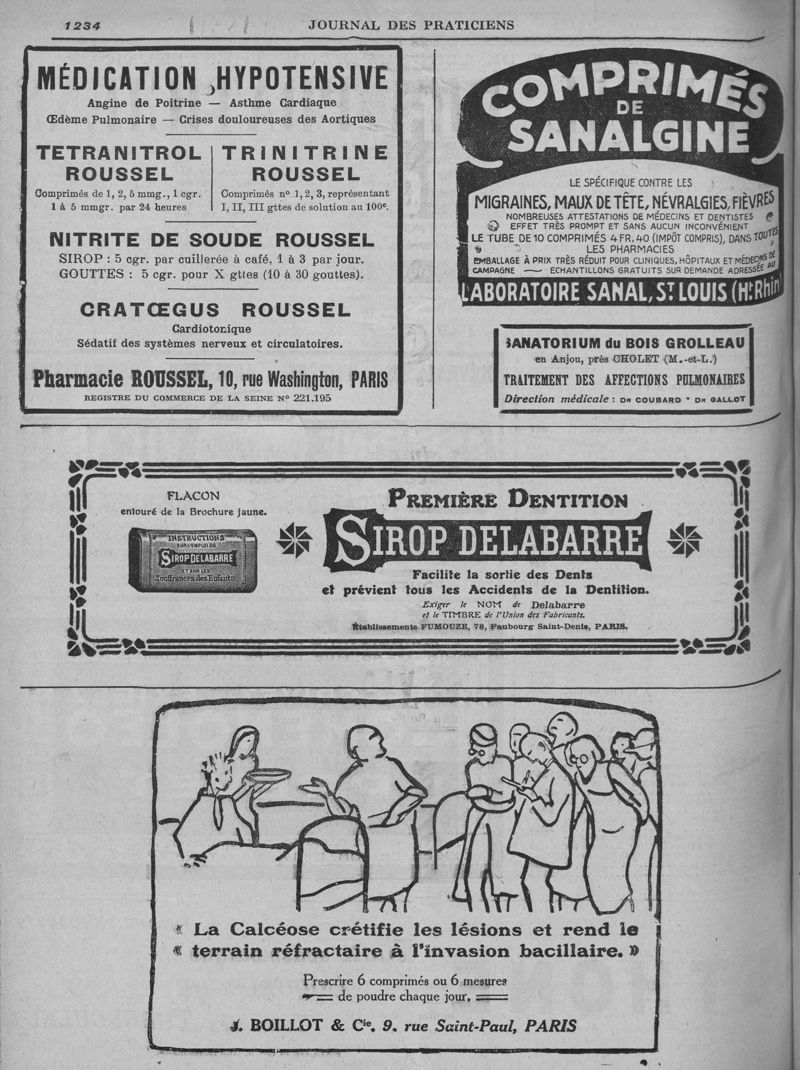 1234
JOURNAL DES PRATICIENS
MÉDICATION HYPOTENSIVE
Angine de Poitrine — Asthme Cardiaque
Œdème Pulmonaire — Crises douloureuses des Aortiques
TETRANITROL
ROUSSEL
Comprimés de 1, 2, 5 mmg., 1 cgr.
1 à 5 mmgr. par 24 heures
TRINITRINE
ROUSSEL
Comprimés nº 1, 2, 3, représentant
I, II, III gttes de solution au 100e.
NITRITE DE SOUDE ROUSSEL
SIROP : 5 cgr. par cuillerée à café, 1 à 3 par jour.
GOUTTES : 5 cgr. pour X gttes (10 à 30 gouttes).
CRATŒGUS ROUSSEL
Cardiotonique
Sédatif des systèmes nerveux et circulatoires.
Pharmacie ROUSSEL, 10, rue Washington, PARIS
REGISTRE DU COMMERCE DE LA SEINE Nº 221.195
COMPRIMÉS
DE
SANALGINE
LE SPÉCIFIQUE CONTRE LES
MIGRAINES, MAUX DE TÊTE, NÉVRALGIES, FIÈVRES
NOMBREUSES ATTESTATIONS DE MÉDECINS ET DENTISTES
EFFET TRÈS PROMPT ET SANS AUCUN INCONVÉNIENT
LE TUBE DE 10 COMPRIMÉS 4 FR,40 (IMPÔT COMPRIS), DANS TOUTES
LES PHARMACIES
EMBALLAGE À PRIX TRÈS RÉDUIT POUR CLINIQUES, HÔPITAUX ET MÉDECINS DE
CAMPAGNE — ECHANTILLONS GRATUITS SUR DEMANDE ADRESSÉE AU
LABORATOIRE SANAL, St LOUIS (Ht Rhin)
SANATORIUM du BOIS GROLLEAU
en Anjou, près CHOLET (M.-et-L.)
TRAITEMENT DES AFFECTIONS PULMONAIRES
Direction médicale : DR COUBARD - DR GALLOT
FLACON
entouré de la Brochure jaune.
INSTRUCTIONS
SUR L'EMPLOI DU
SIROP DELABARRE
ET SUR LES
Souffrances des Enfants
PREMIÈRE DENTITION
SIROP DELABARRE
Facilite la sortie des Dents
et prévient tous les Accidents de la Dentition.
Exiger le NOM de Delabarre
et le TIMBRE de l'Union des Fabricants.
Établissements FUMOUZE, 78, Faubourg Saint-Denis, PARIS.
« La Calcéose crétifie les lésions et rend le
« terrain réfractaire à l'invasion bacillaire. »
Prescrire 6 comprimés ou 6 mesures
de poudre chaque jour.
J. BOILLOT & Cie, 9, rue Saint-Paul, PARIS